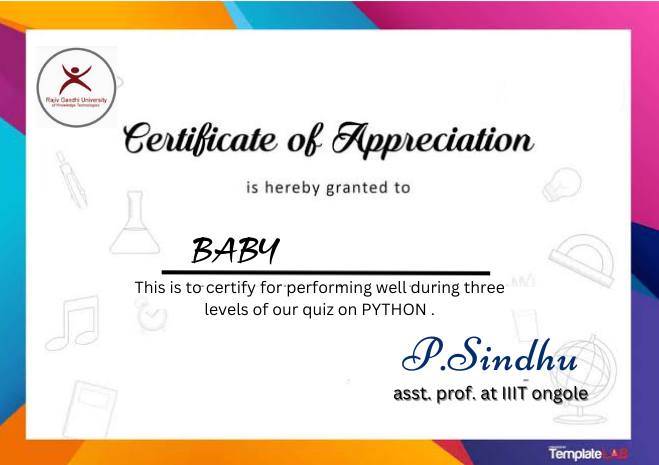 Rajiv Gandhi University
of Knowledge Technologies
Certificate of Appreciation
is hereby granted to
BABY
This is to certify for performing well during three
levels of our quiz on PYTHON .
P.Sindhu
asst. prof. at IIIT ongole
TemplateLAB